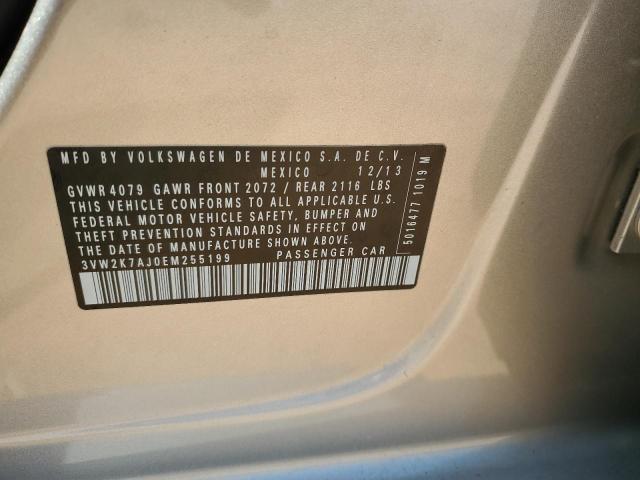 MFD BY VOLKSWAGEN DE MEXICO S.A. DE C.V.
MEXICO 12/13
GVWR 4079 GAWR FRONT 2072 / REAR 2116 LBS
THIS VEHICLE CONFORMS TO ALL APPLICABLE U.S.
FEDERAL MOTOR VEHICLE SAFETY, BUMPER AND
THEFT PREVENTION STANDARDS IN EFFECT ON
THE DATE OF MANUFACTURE SHOWN ABOVE.
3VW2K7AJ0EM255199 PASSENGER CAR
5016477 1019 M